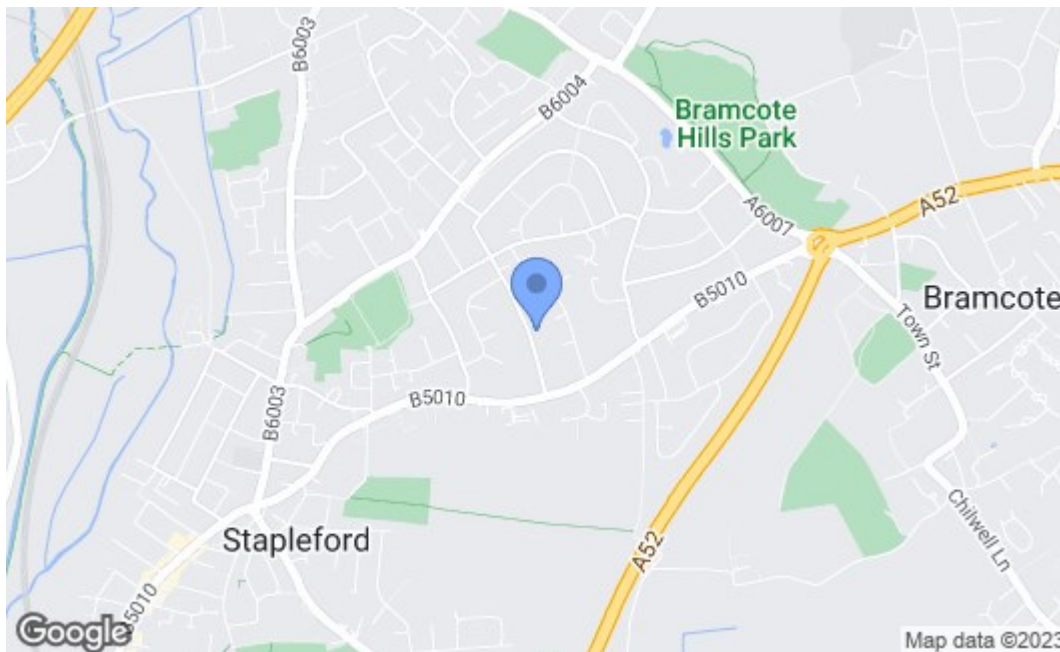 B6003
B6004
Bramcote
Hills Park
A6007
A52
B5010
Bramcote
Town St
B5010
B6003
Chilwell Ln
Stapleford
A52
B5010
Google
Map data ©2023